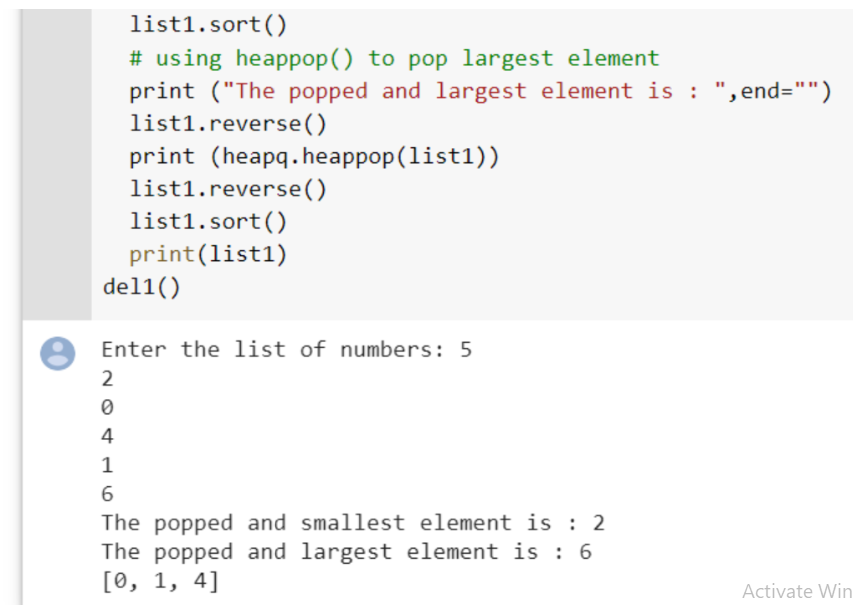 list1.sort()
# using heappop() to pop largest element
print ("The popped and largest element is : ",end="")
list1.reverse()
print (heapq.heappop(list1))
list1.reverse()
list1.sort()
print(list1)
del1()
Enter the list of numbers: 5
2
0
4
1
6
The popped and smallest element is : 2
The popped and largest element is : 6
[0, 1, 4]
Activate Win